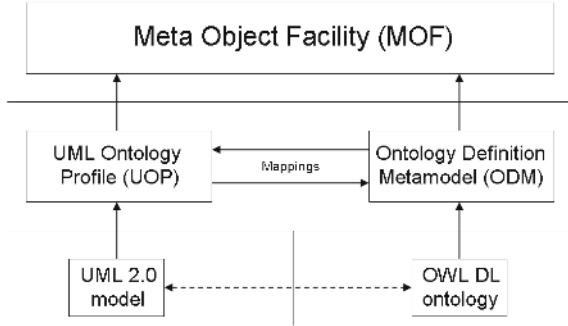 Meta Object Facility (MOF)
UML Ontology
Profile (UOP)
Mappings
Ontology Definition
Metamodel (ODM)
UML 2.0
model
OWL DL
ontology